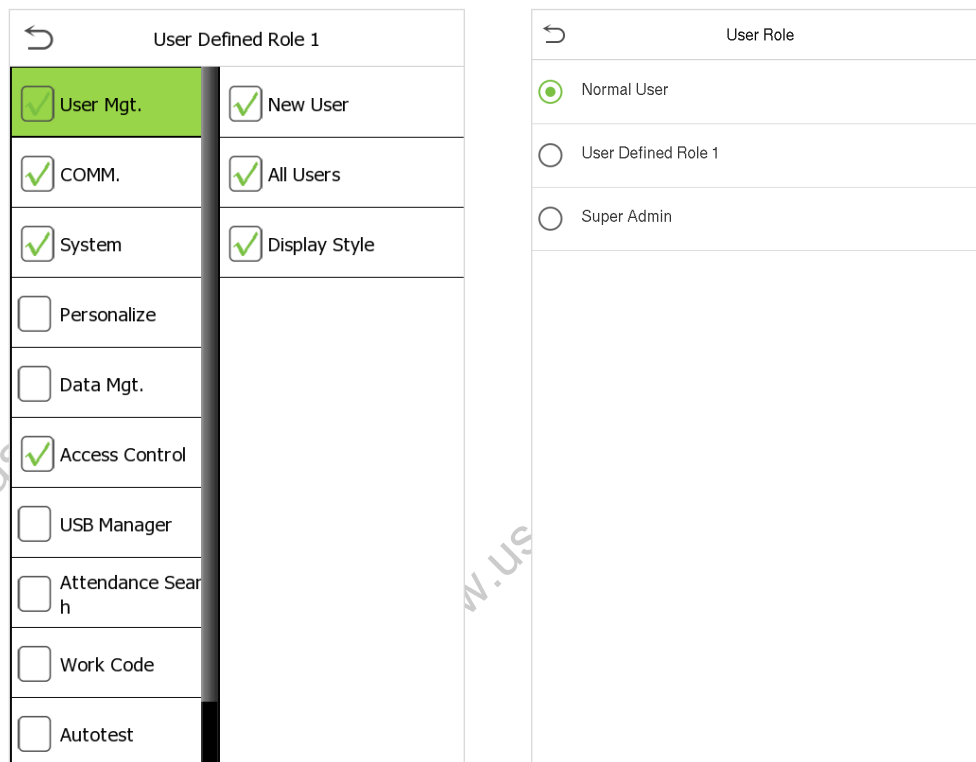 User Defined Role 1
User Mgt.
COMM.
System
Personalize
Data Mgt.
Access Control
USB Manager
Attendance Sear
h
Work Code
Autotest
New User
All Users
Display Style
w.us
User Role
Normal User
User Defined Role 1
Super Admin